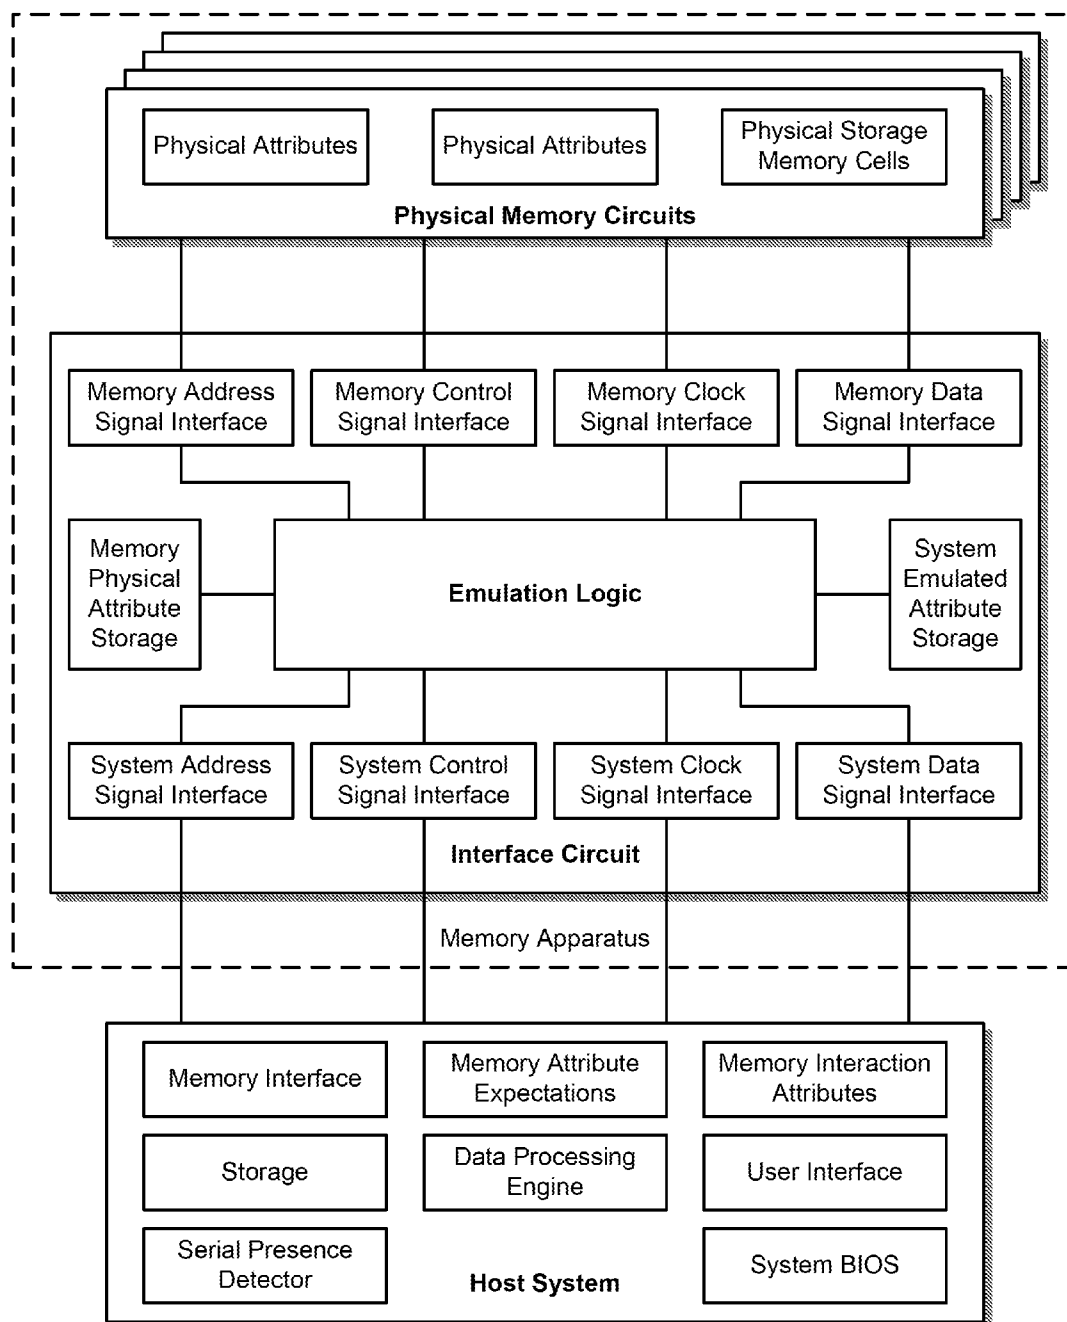 Physical Attributes
Physical Attributes
Physical Storage
Memory Cells
Physical Memory Circuits
Memory Address
Signal Interface
Memory Control
Signal Interface
Memory Clock
Signal Interface
Memory Data
Signal Interface
Memory
Physical
Attribute
Storage
Emulation Logic
System
Emulated
Attribute
Storage
System Address
Signal Interface
System Control
Signal Interface
System Clock
Signal Interface
System Data
Signal Interface
Interface Circuit
Memory Apparatus
Memory Interface
Memory Attribute
Expectations
Memory Interaction
Attributes
Storage
Data Processing
Engine
User Interface
Serial Presence
Detector
Host System
System BIOS